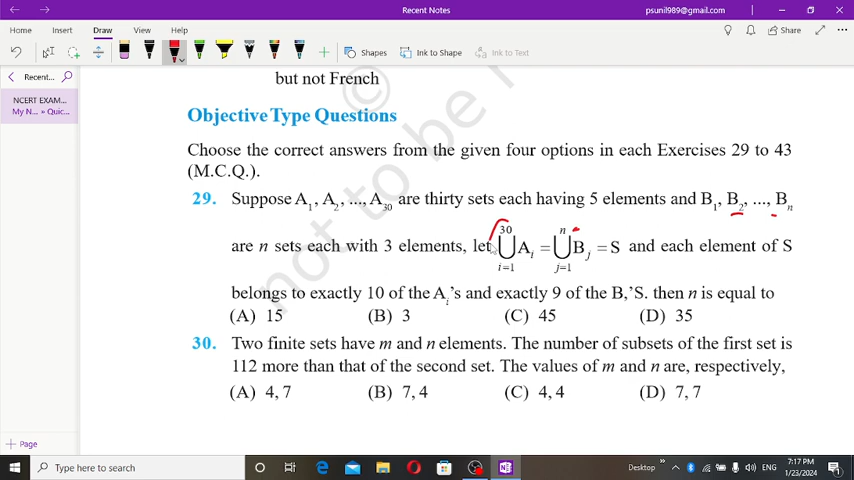 Recent Notes
psunil989@gmail.com
Home Insert Draw View Help
Share
Shapes Ink to Shape Ink to Text
Recent...
NCERT EXAM...
My N... » Quic...
but not French
not to be r
©
Objective Type Questions
Choose the correct answers from the given four options in each Exercises 29 to 43
(M.C.Q.).
29. Suppose A₁, A₂, ..., A₃₀ are thirty sets each having 5 elements and B₁, B₂, ..., Bₙ
are n sets each with 3 elements, let 30 ⋃ i=1 Aᵢ = n ⋃ j=1 Bⱼ = S and each element of S
belongs to exactly 10 of the Aᵢ's and exactly 9 of the B,'S. then n is equal to
(A) 15 (B) 3 (C) 45 (D) 35
30. Two finite sets have m and n elements. The number of subsets of the first set is
112 more than that of the second set. The values of m and n are, respectively,
(A) 4, 7 (B) 7, 4 (C) 4, 4 (D) 7, 7
+ Page
Type here to search
Desktop » ENG
7:17 PM
1/23/2024
1